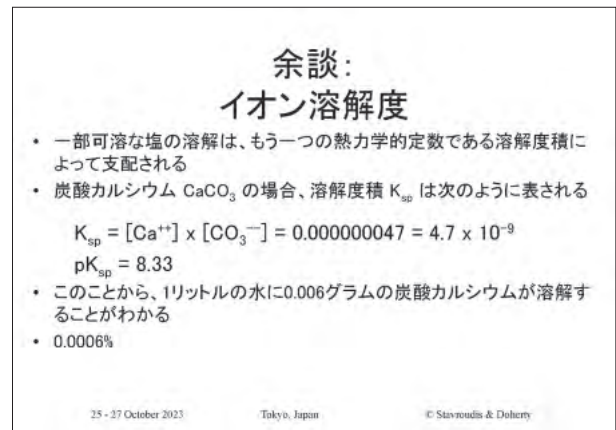 余談:
イオン溶解度
• 一部可溶な塩の溶解は、もう一つの熱力学的定数である溶解度積に
よって支配される
• 炭酸カルシウム CaCO₃ の場合、溶解度積 Kₛₚ は次のように表される
Kₛₚ = [Ca⁺⁺] x [CO₃⁻⁻] = 0.000000047 = 4.7 x 10⁻⁹
pKₛₚ = 8.33
• このことから、1リットルの水に0.006グラムの炭酸カルシウムが溶解す
ることがわかる
• 0.0006%
25 - 27 October 2023 Tokyo, Japan © Stavroudis & Doherty